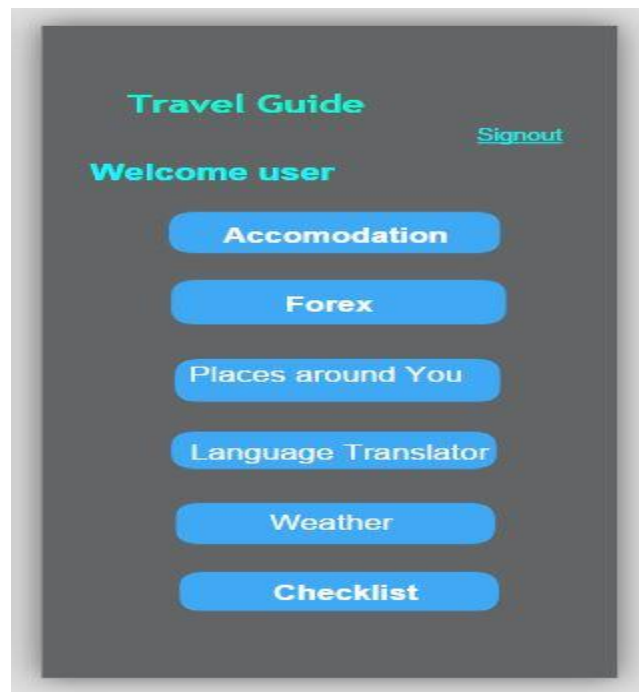 Travel Guide
Signout
Welcome user
Accomodation
Forex
Places around You
Language Translator
Weather
Checklist